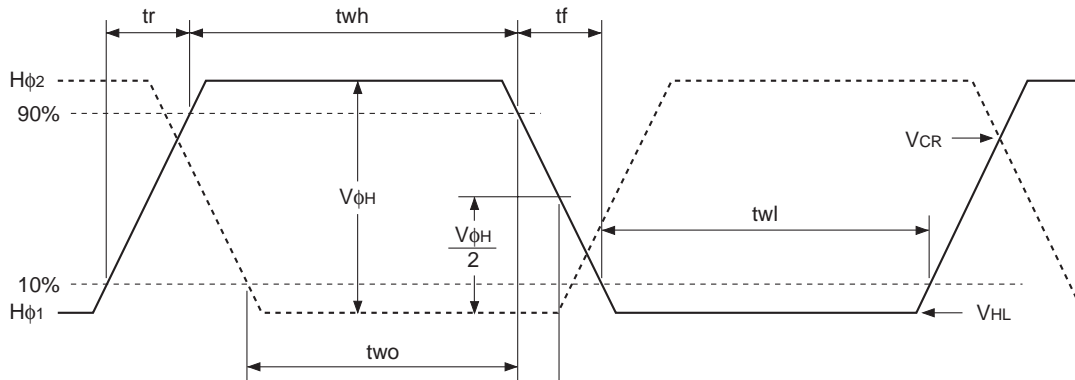 tr twh tf
Hϕ2
90%
VCR
VϕH
VϕH
2
twl
10%
Hϕ1
VHL
two